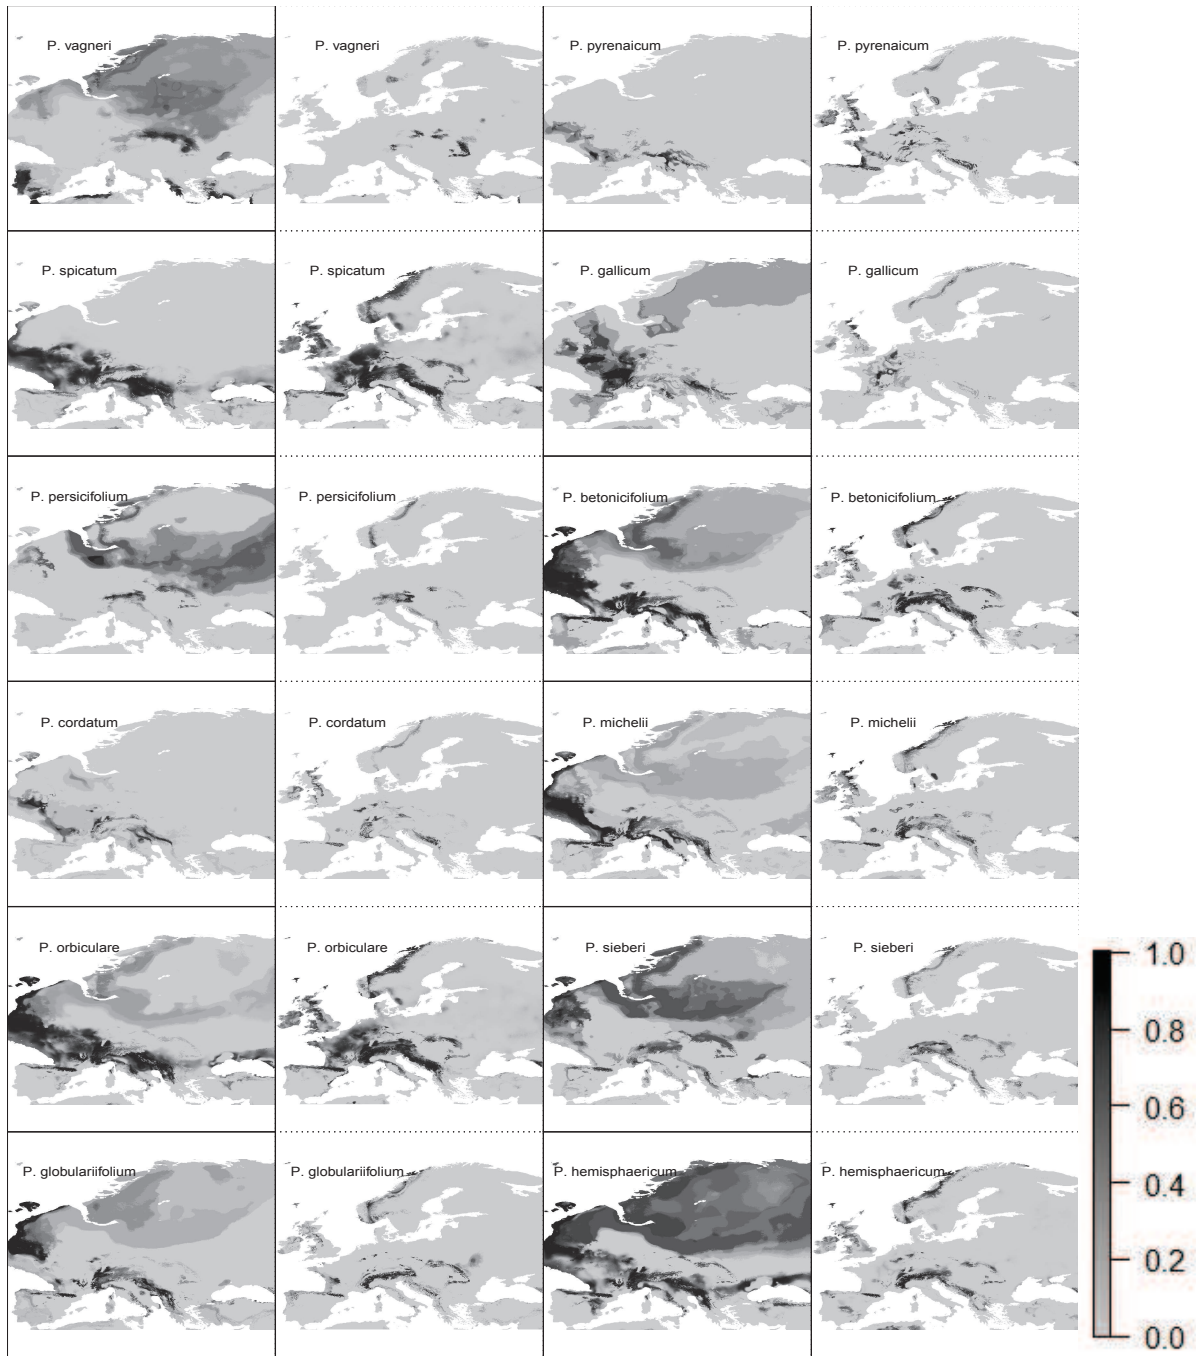 P. vagneri
P. vagneri
P. pyrenaicum
P. pyrenaicum
P. spicatum
P. spicatum
P. gallicum
P. gallicum
P. persicifolium
P. persicifolium
P. betonicifolium
P. betonicifolium
P. cordatum
P. cordatum
P. michelii
P. michelii
P. orbiculare
P. orbiculare
P. sieberi
P. sieberi
P. globulariifolium
P. globulariifolium
P. hemisphaericum
P. hemisphaericum
1.0
0.8
0.6
0.4
0.2
0.0